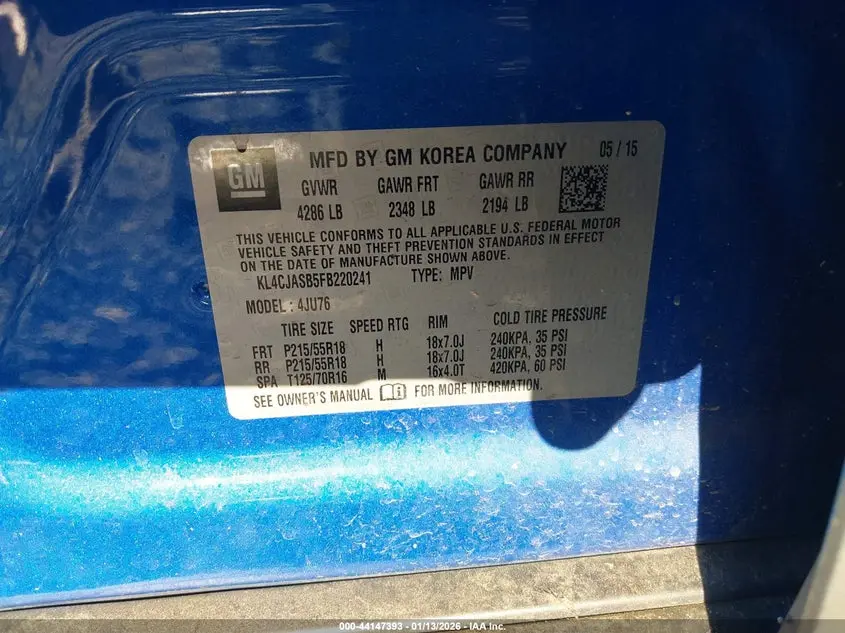 GM
MFD BY GM KOREA COMPANY 05 / 15
GVWR GAWR FRT GAWR RR
4286 LB 2348 LB 2194 LB
THIS VEHICLE CONFORMS TO ALL APPLICABLE U.S. FEDERAL MOTOR
VEHICLE SAFETY AND THEFT PREVENTION STANDARDS IN EFFECT
ON THE DATE OF MANUFACTURE SHOWN ABOVE.
KL4CJASB5FB220241 TYPE: MPV
MODEL: 4JU76
TIRE SIZE SPEED RTG RIM COLD TIRE PRESSURE
FRT P215/55R18 H 18x7.0J 240KPA, 35 PSI
RR P215/55R18 H 18x7.0J 240KPA, 35 PSI
SPA T125/70R16 M 16x4.0T 420KPA, 60 PSI
SEE OWNER'S MANUAL FOR MORE INFORMATION.
000-44147393 — 01/13/2026 — © IAA, Inc.